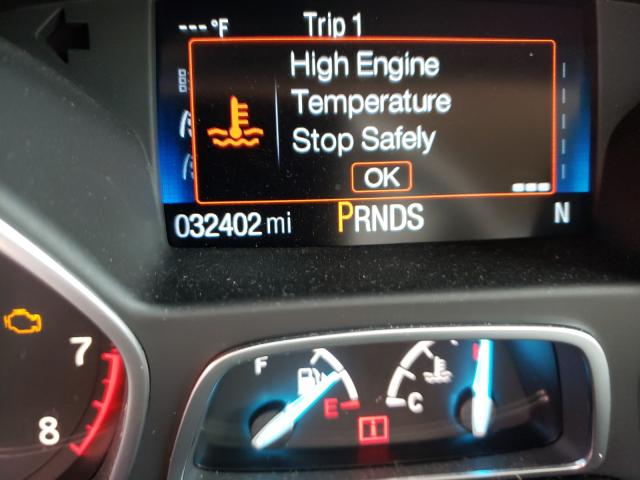 ---°F Trip 1
High Engine
Temperature
Stop Safely
OK
032402 mi PRNDS N
7
8
F
E
C